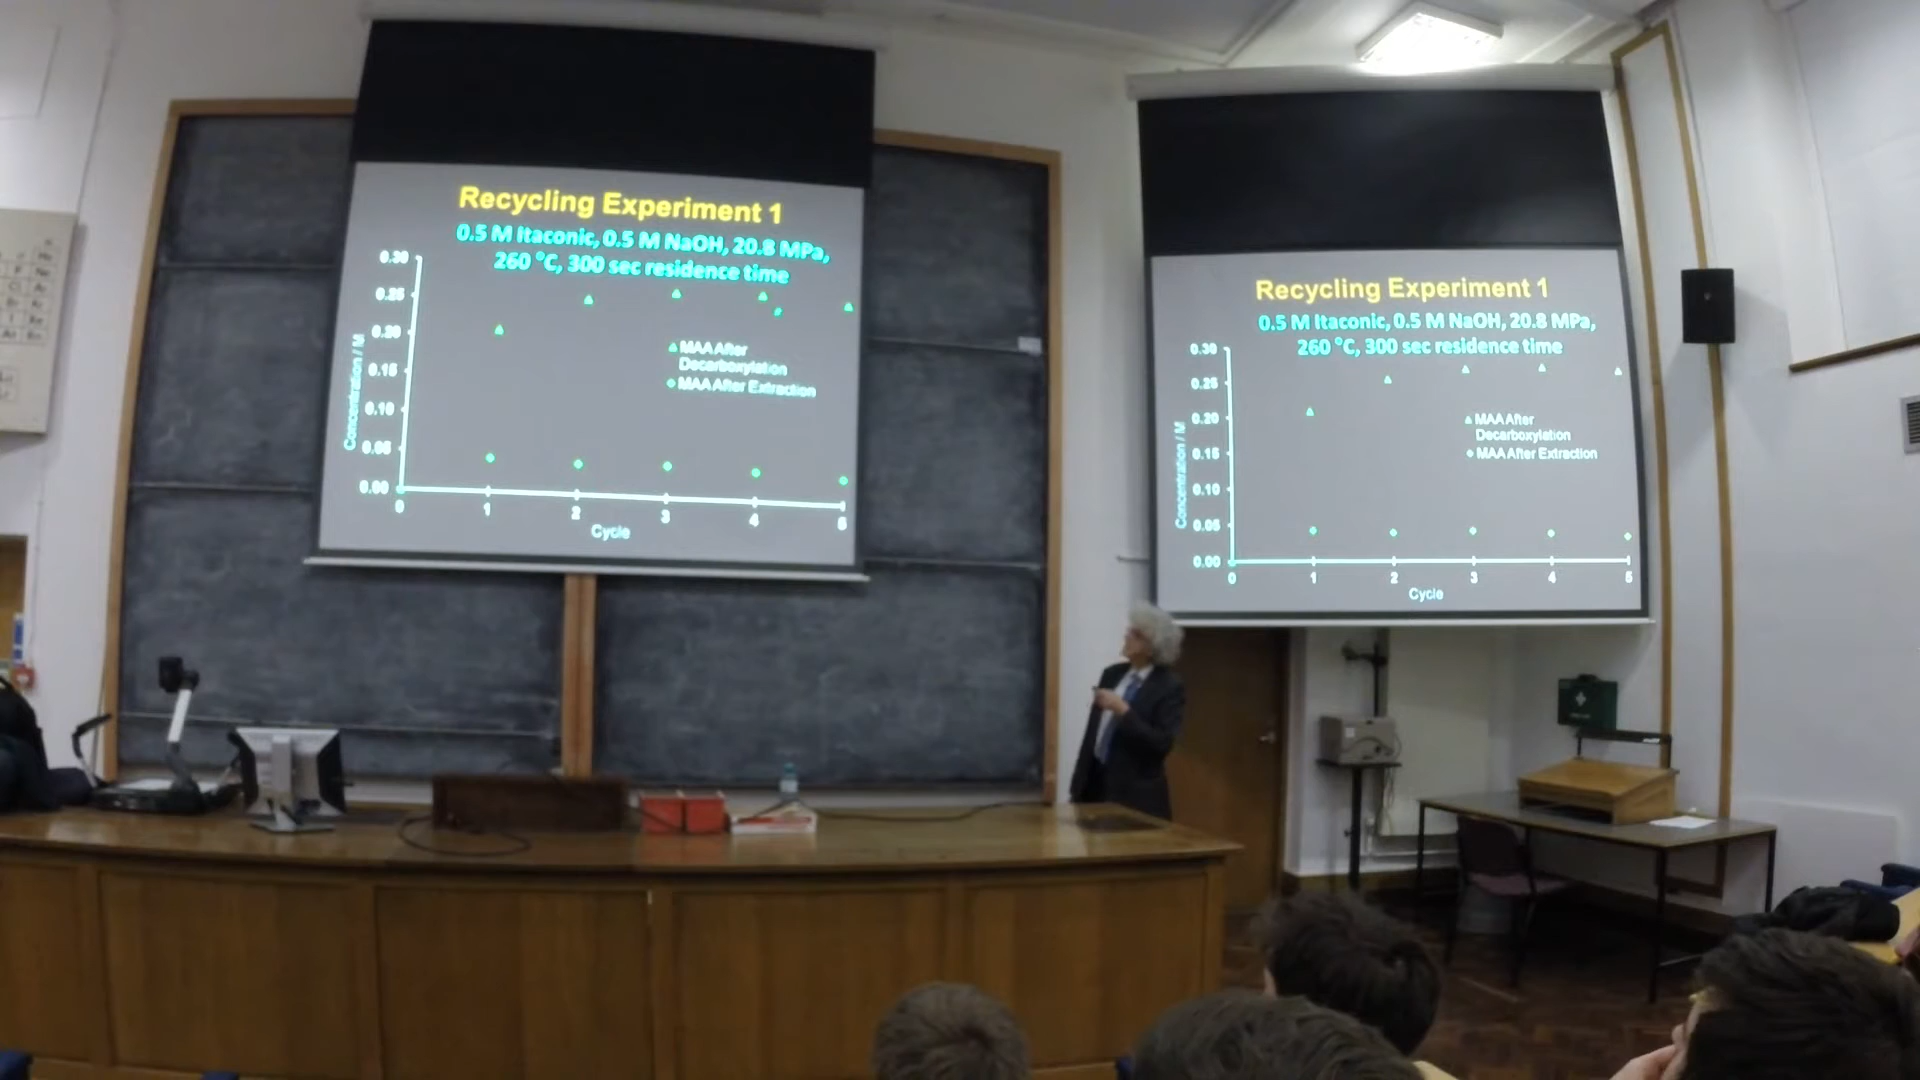 Recycling Experiment 1
0.5 M Itaconic, 0.5 M NaOH, 20.8 MPa,
260 °C, 300 sec residence time
0.30
0.25
0.20
0.15
0.10
0.05
0.00
Concentration / M
MAA After
Decarboxylation
MAA After Extraction
0 1 2 3 4 5
Cycle
Recycling Experiment 1
0.5 M Itaconic, 0.5 M NaOH, 20.8 MPa,
260 °C, 300 sec residence time
0.30
0.25
0.20
0.15
0.10
0.05
0.00
Concentration / M
MAA After
Decarboxylation
MAA After Extraction
0 1 2 3 4 5
Cycle